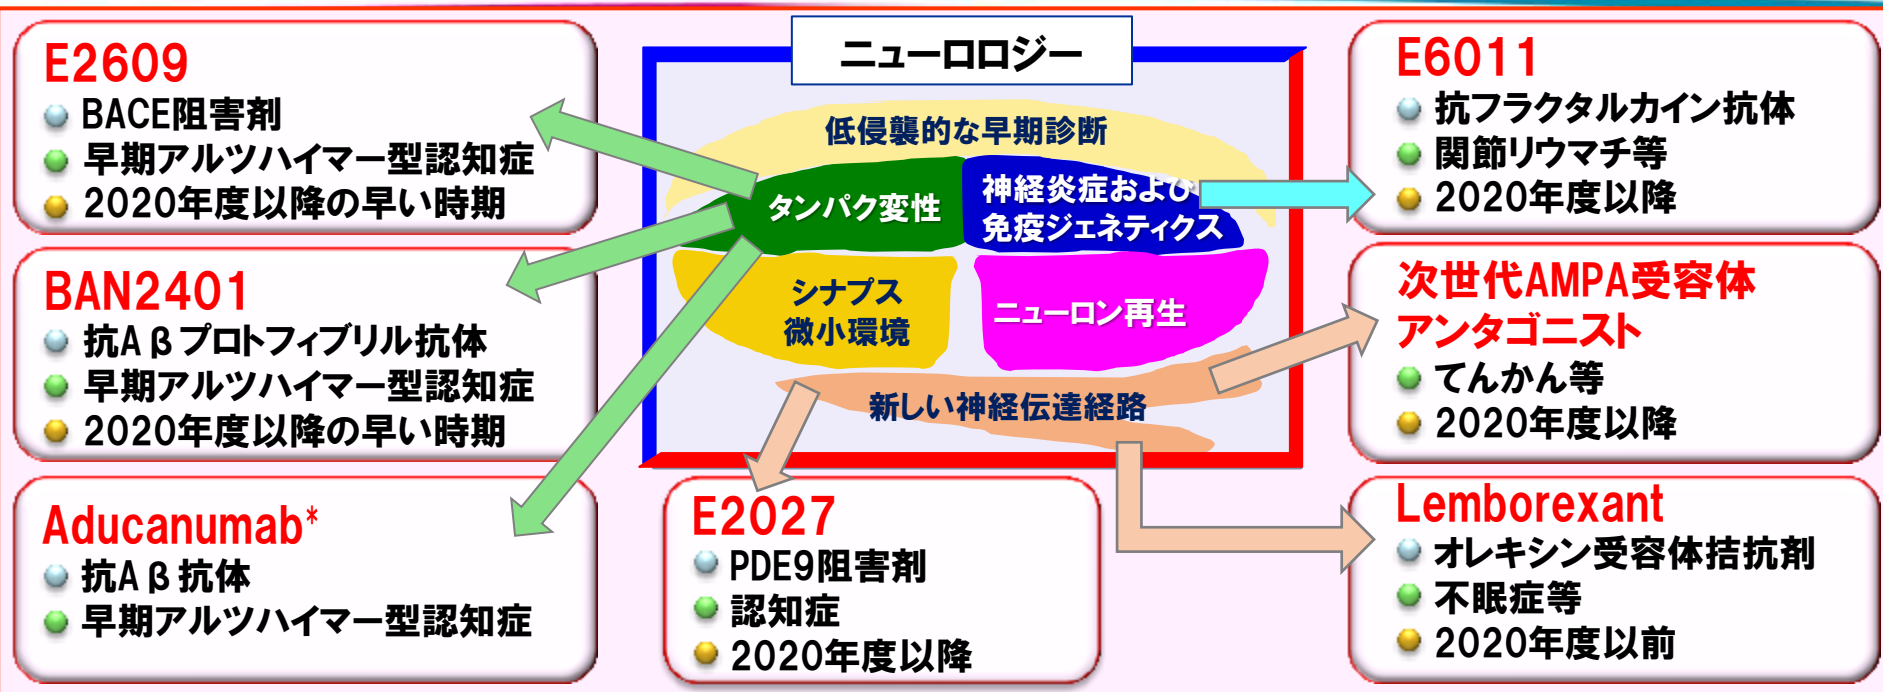 E2609
BACE阻害剤
早期アルツハイマー型認知症
2020年度以降の早い時期
BAN2401
抗Aβプロトフィブリル抗体
早期アルツハイマー型認知症
2020年度以降の早い時期
Aducanumab*
抗Aβ抗体
早期アルツハイマー型認知症
ニューロロジー
低侵襲的な早期診断
タンパク変性
神経炎症および
免疫ジェネティクス
シナプス
微小環境
ニューロン再生
新しい神経伝達経路
E2027
PDE9阻害剤
認知症
2020年度以降
E6011
抗フラクタルカイン抗体
関節リウマチ等
2020年度以降
次世代AMPA受容体
アンタゴニスト
てんかん等
2020年度以降
Lemborexant
オレキシン受容体拮抗剤
不眠症等
2020年度以前